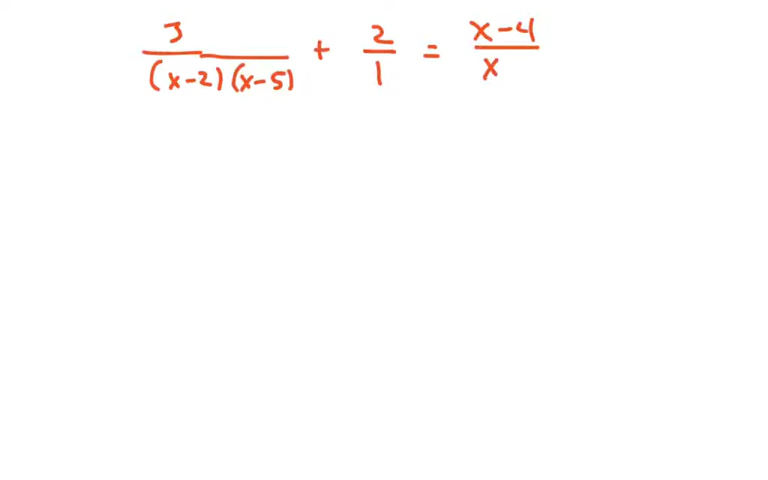 3/((x-2)(x-5)) + 2/1 = (x-4)/x